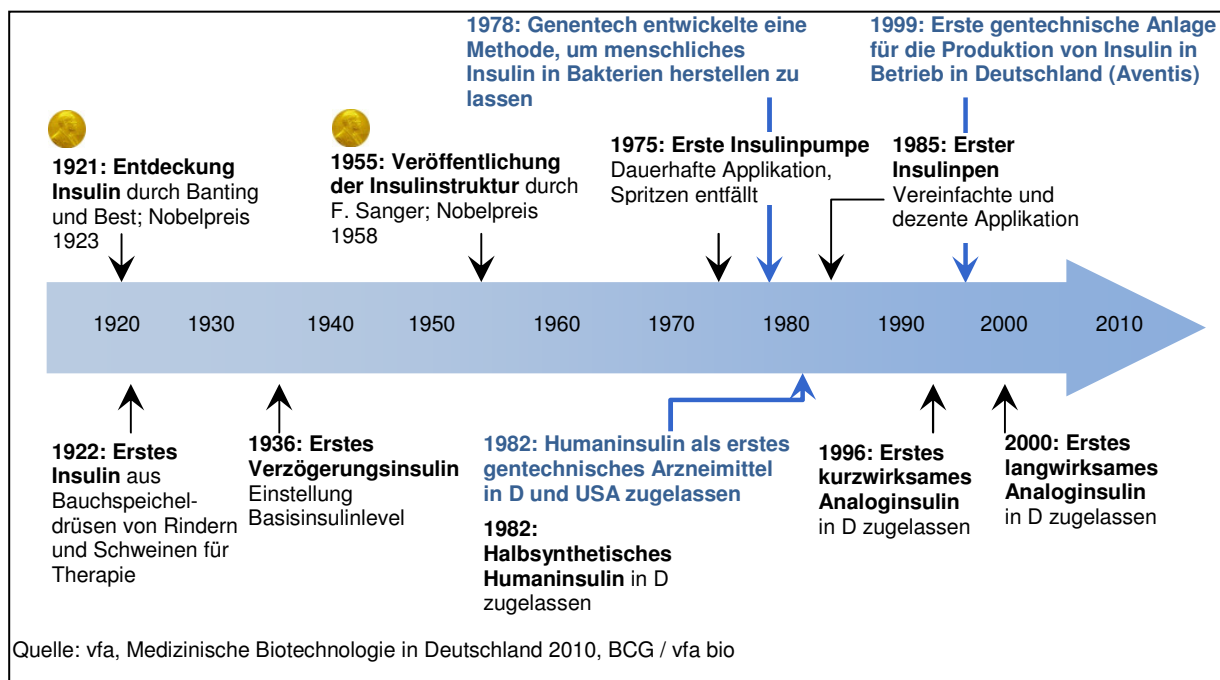 1978: Genentech entwickelte eine
Methode, um menschliches
Insulin in Bakterien herstellen zu
lassen
1999: Erste gentechnische Anlage
für die Produktion von Insulin in
Betrieb in Deutschland (Aventis)
1921: Entdeckung
Insulin durch Banting
und Best; Nobelpreis
1923
1955: Veröffentlichung
der Insulinstruktur durch
F. Sanger; Nobelpreis
1958
1975: Erste Insulinpumpe
Dauerhafte Applikation,
Spritzen entfällt
1985: Erster
Insulinpen
Vereinfachte und
dezente Applikation
1920 1930 1940 1950 1960 1970 1980 1990 2000 2010
1922: Erstes
Insulin aus
Bauchspeichel-
drüsen von Rindern
und Schweinen für
Therapie
1936: Erstes
Verzögerungsinsulin
Einstellung
Basisinsulinlevel
1982: Humaninsulin als erstes
gentechnisches Arzneimittel
in D und USA zugelassen
1982:
Halbsynthetisches
Humaninsulin in D
zugelassen
1996: Erstes
kurzwirksames
Analoginsulin
in D zugelassen
2000: Erstes
langwirksames
Analoginsulin
in D zugelassen
Quelle: vfa, Medizinische Biotechnologie in Deutschland 2010, BCG / vfa bio